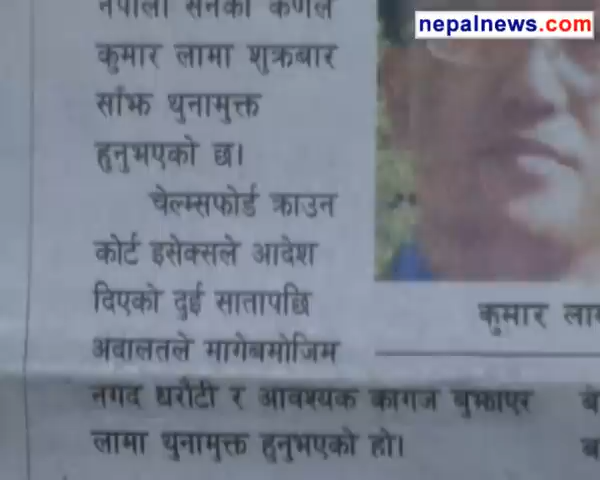 nepalnews.com
नेपाली सेनाका कर्णेल
कुमार लामा शुक्रबार
साँझ थुनामुक्त
हुनुभएको छ।
चेल्म्सफोर्ड क्राउन
कोर्ट इसेक्सले आदेश
दिएको दुई सातापछि
अदालतले मागेबमोजिम
नगद धरौटी र आवश्यक कागज बुझाएर
लामा थुनामुक्त हुनुभएको हो।
कुमार